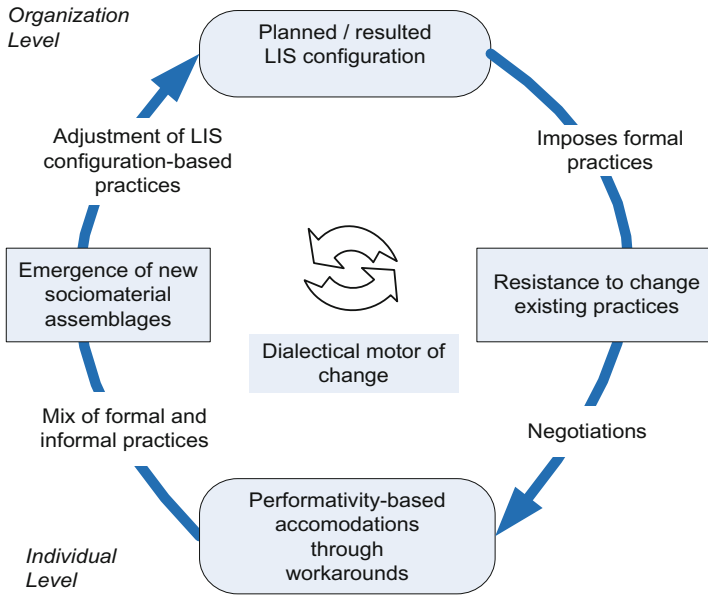 Organization
Level
Planned / resulted
LIS configuration
Imposes formal
practices
Resistance to change
existing practices
Negotiations
Performativity-based
accomodations
through
workarounds
Mix of formal and
informal practices
Emergence of new
sociomaterial
assemblages
Adjustment of LIS
configuration-based
practices
Dialectical motor of
change
Individual
Level